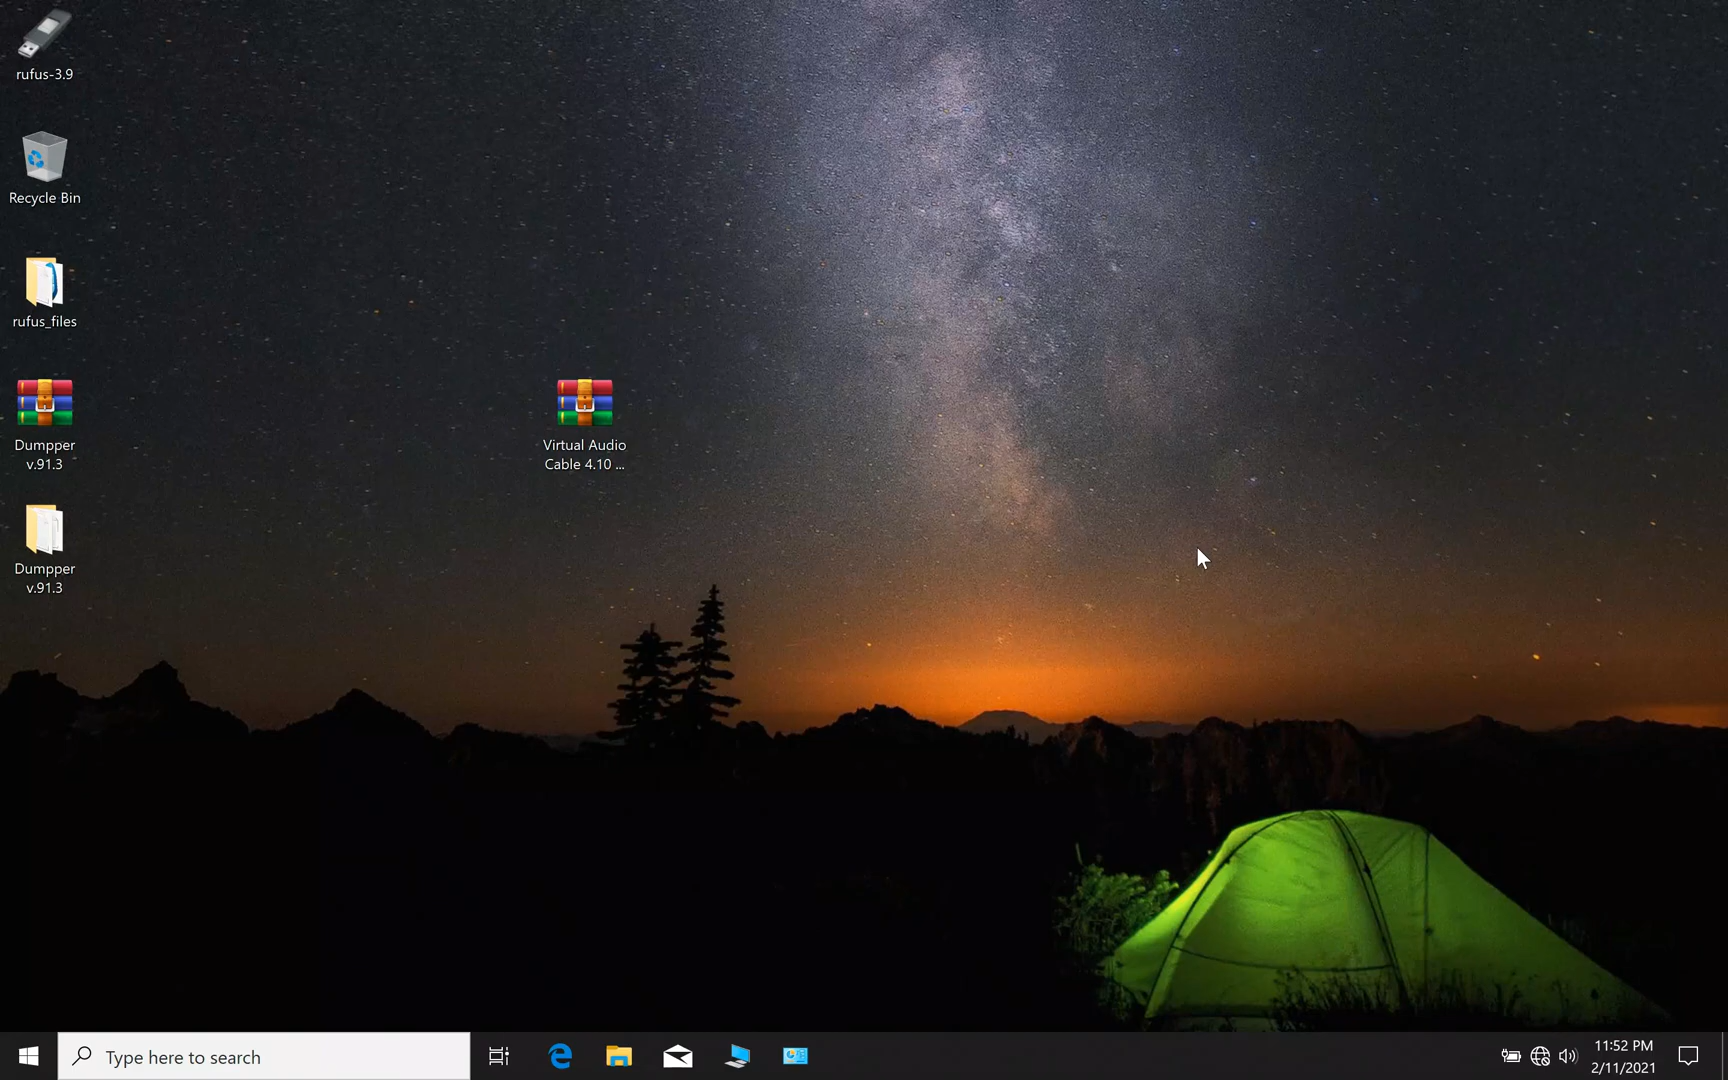 rufus-3.9
Recycle Bin
rufus_files
Dumpper
v.91.3
Virtual Audio
Cable 4.10 ...
Dumpper
v.91.3
Type here to search
11:52 PM
2/11/2021